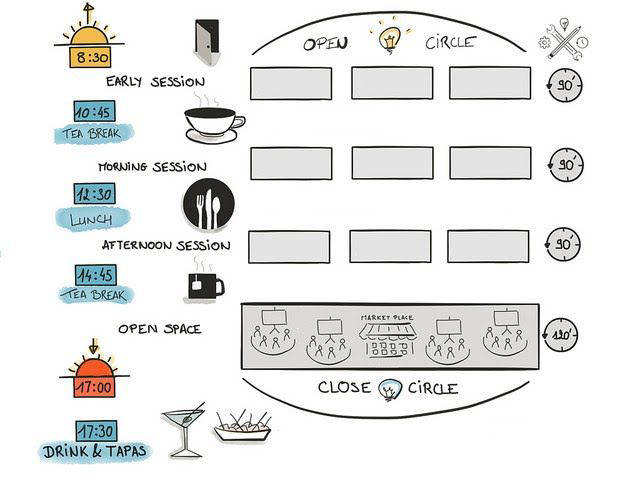 8:30
OPEN CIRCLE
EARLY SESSION
90'
10:45
TEA BREAK
MORNING SESSION
90'
12:30
LUNCH
AFTERNOON SESSION
90'
14:45
TEA BREAK
MARKET PLACE
OPEN SPACE
120'
17:00
CLOSE CIRCLE
17:30
DRINK & TAPAS